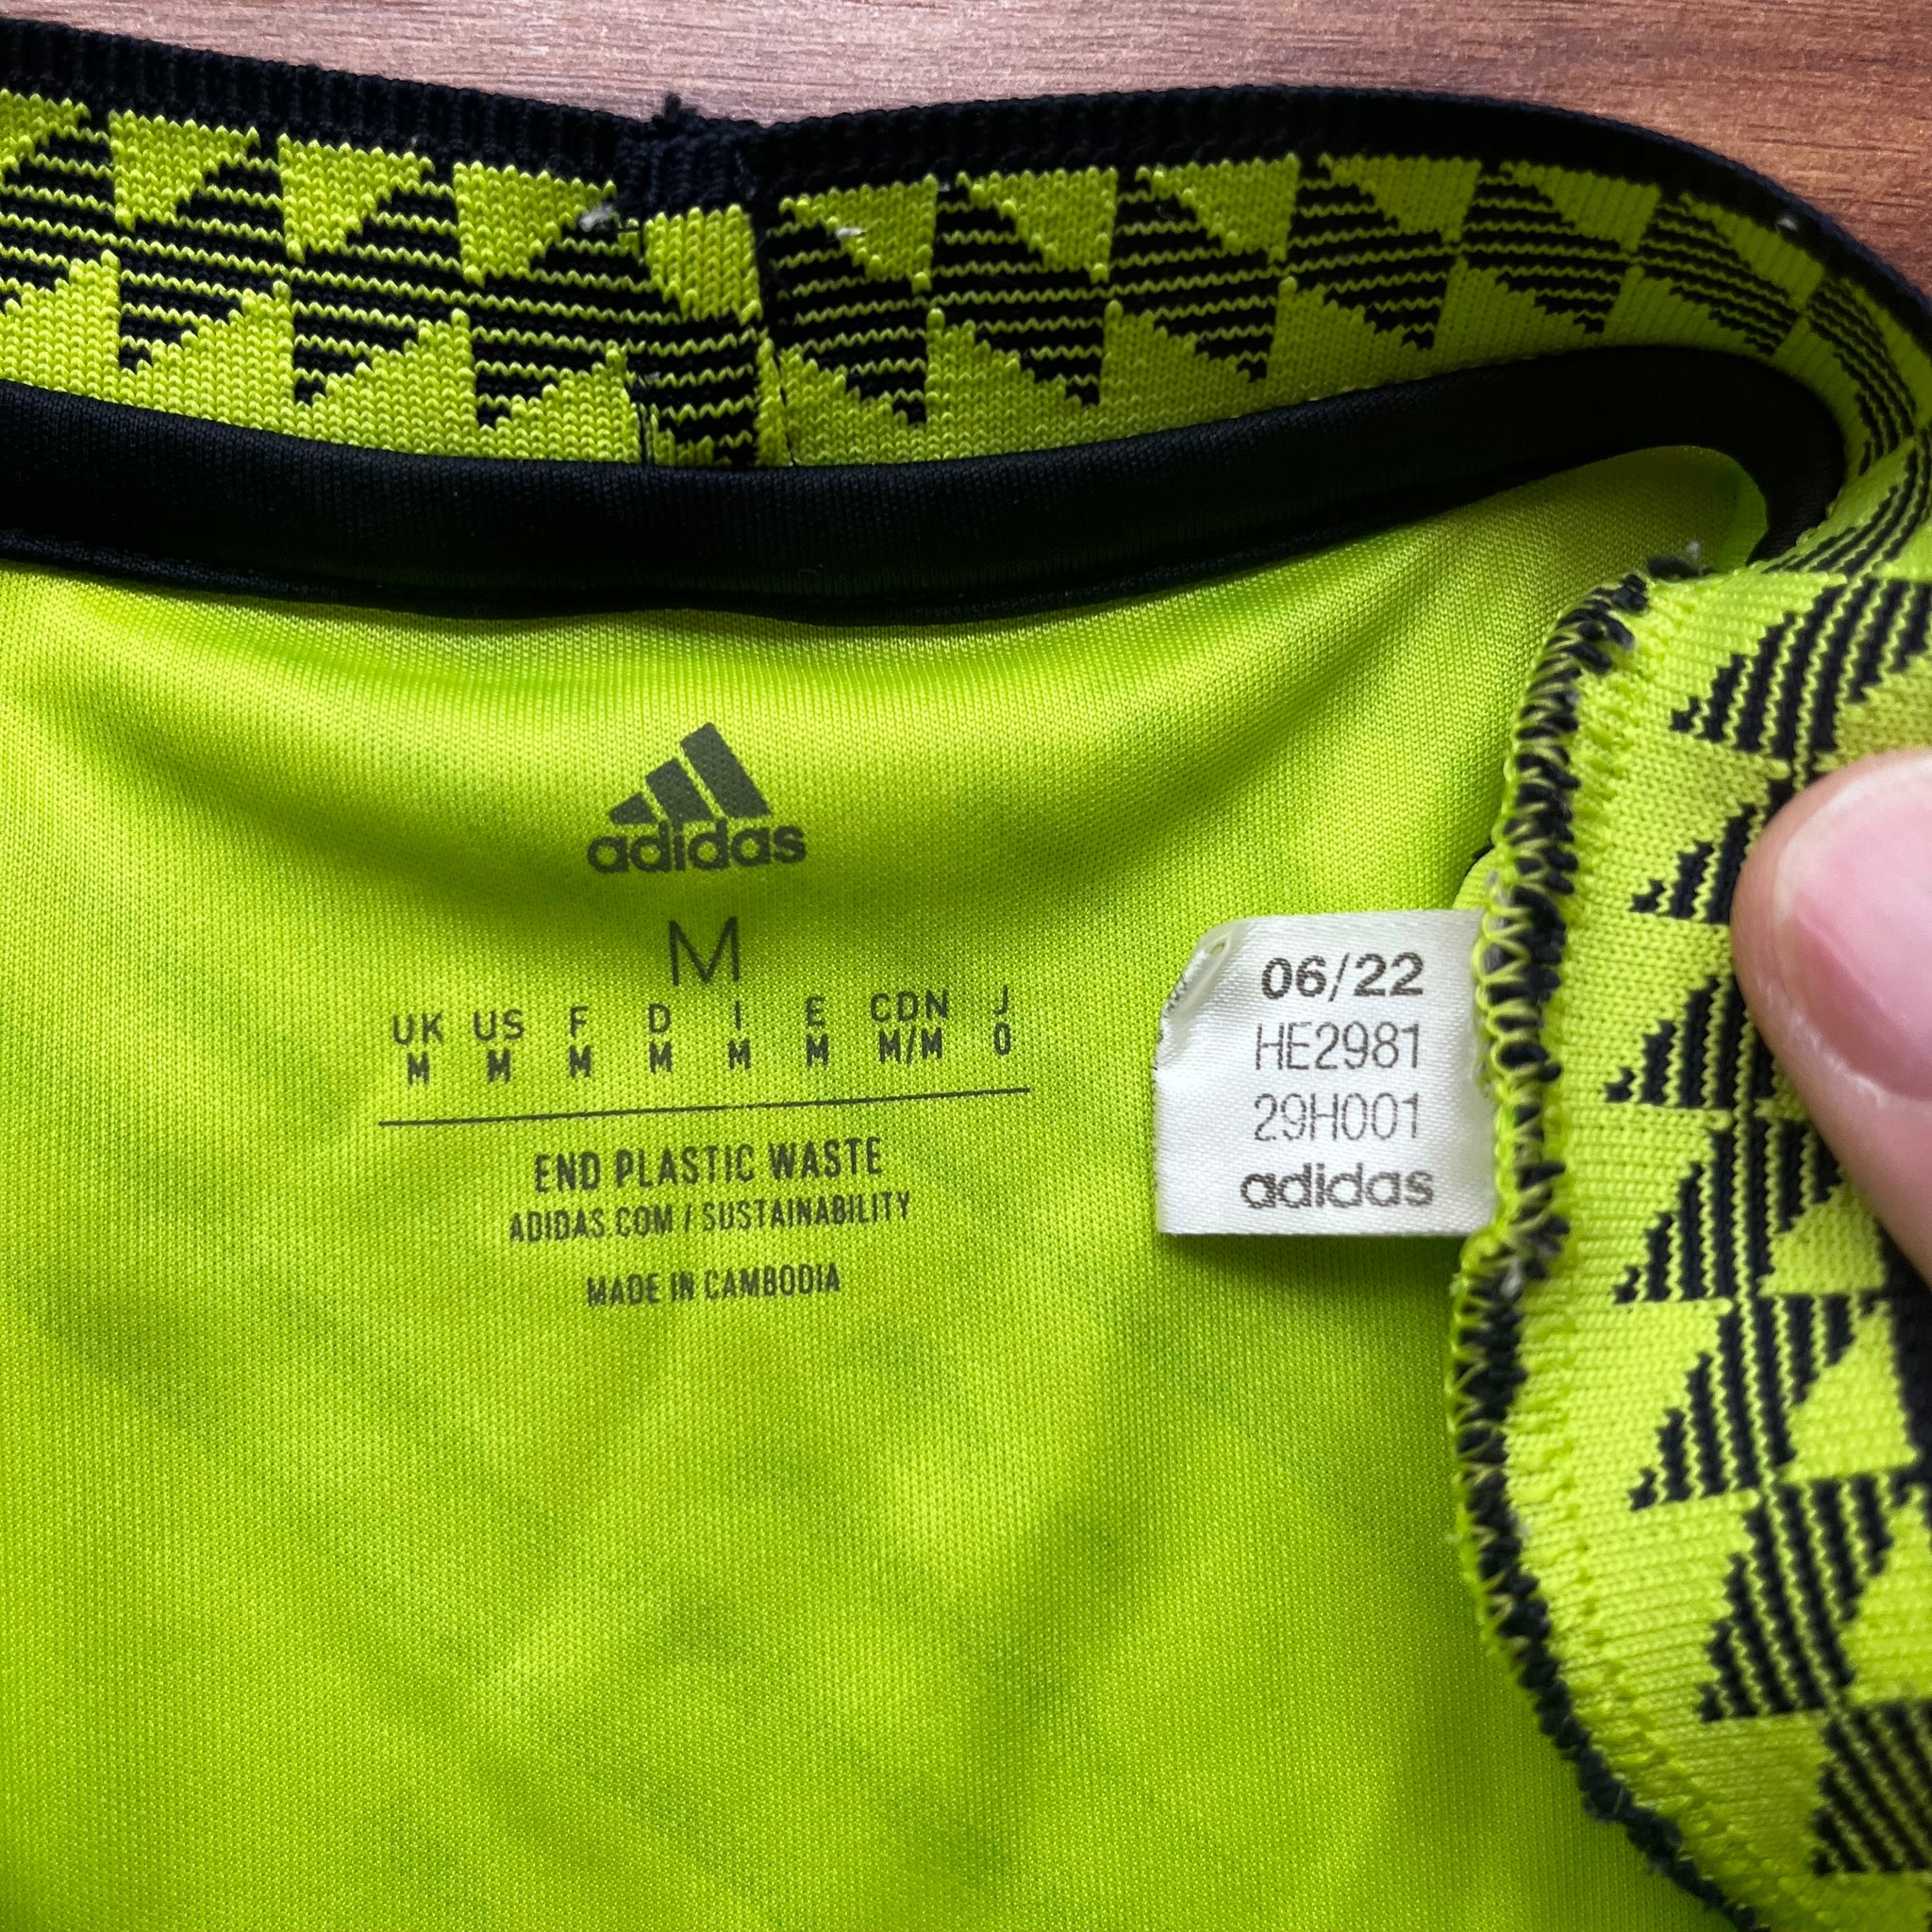 adidas
M
UK US F D I E CDN J
M M M M M M M/M O
END PLASTIC WASTE
ADIDAS.COM / SUSTAINABILITY
MADE IN CAMBODIA
06/22
HE2981
29H001
adidas